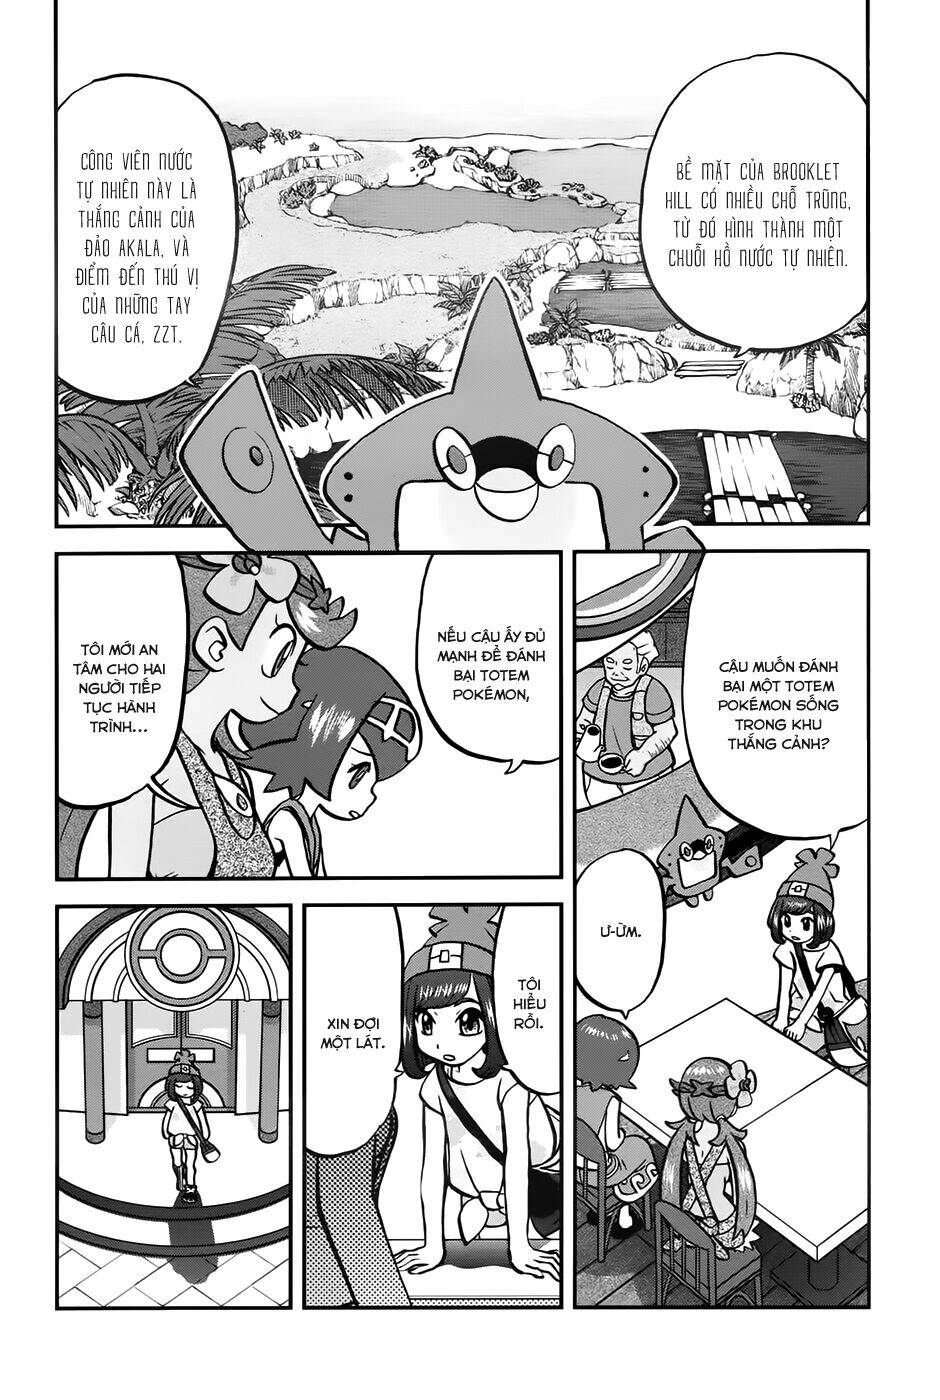 BỀ MẶT CỦA BROOKLET
HILL CÓ NHIỀU CHỖ TRŨNG,
TỪ ĐÓ HÌNH THÀNH MỘT
CHUỖI HỒ NƯỚC TỰ NHIÊN.
CÔNG VIÊN NƯỚC
TỰ NHIÊN NÀY LÀ
THẮNG CẢNH CỦA
ĐẢO AKALA, VÀ
ĐIỂM ĐẾN THÚ VỊ
CỦA NHỮNG TAY
CÂU CÁ, ZZT.
CẬU MUỐN ĐÁNH
BẠI MỘT TOTEM
POKÉMON SỐNG
TRONG KHU
THẮNG CẢNH?
Ư-ỪM.
NẾU CẬU ẤY ĐỦ
MẠNH ĐỂ ĐÁNH
BẠI TOTEM
POKÉMON,
TÔI MỚI AN
TÂM CHO HAI
NGƯỜI TIẾP
TỤC HÀNH
TRÌNH...
TÔI
HIỂU
RỒI.
XIN ĐỢI
MỘT LÁT.